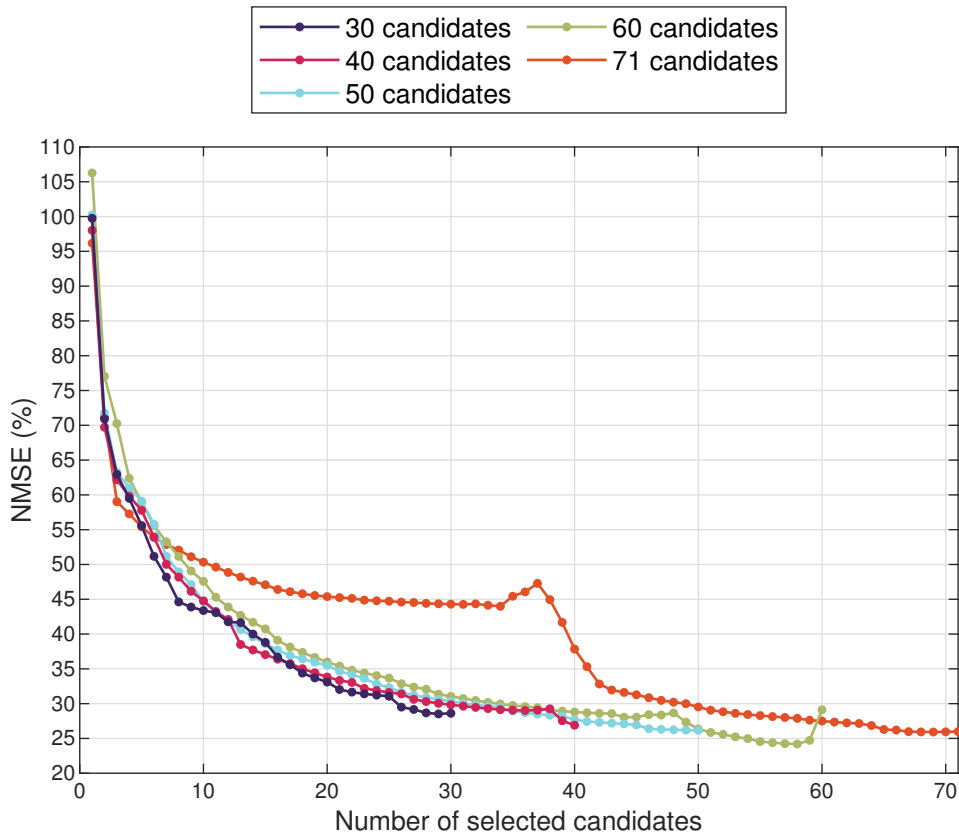 30 candidates
40 candidates
50 candidates
60 candidates
71 candidates
110
105
100
95
90
85
80
75
70
65
60
55
50
45
40
35
30
25
20
NMSE (%)
0 10 20 30 40 50 60 70
Number of selected candidates